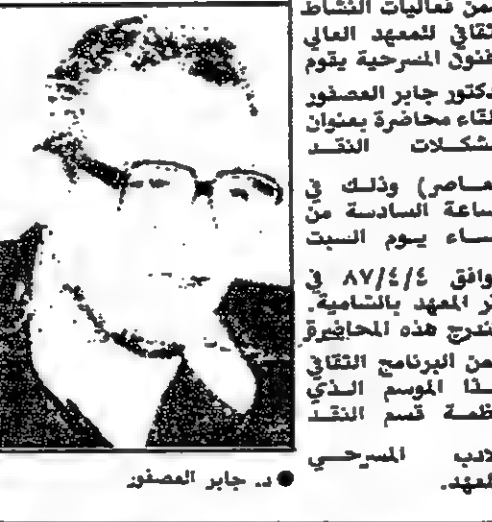 من فعاليات النشاط
ثقافي للمعهد العالي
فنون المسرحية يقوم
دكتور جابر العصفور
لقاء محاضرة بعنوان
شكلات النقد
عاصر) وذلك في
ساعة السادسة من
ساء يوم السبت
وافق ٨٧/٤/٤ في
ر المعهد بالشامية.
ندرج هذه المحاضرة
من البرنامج الثقافي
ذا الموسم الذي
ظمة قسم النقد
لادب المسرحي
لمعهد.
● د. جابر العصفور